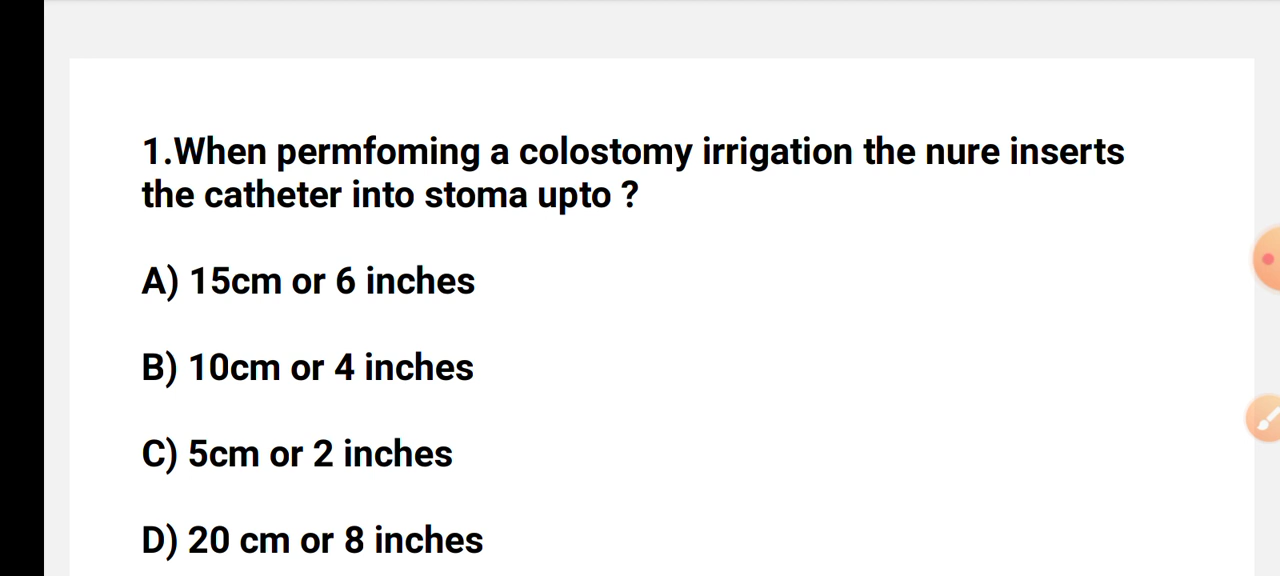 1.When permfoming a colostomy irrigation the nure inserts
the catheter into stoma upto ?
A) 15cm or 6 inches
B) 10cm or 4 inches
C) 5cm or 2 inches
D) 20 cm or 8 inches